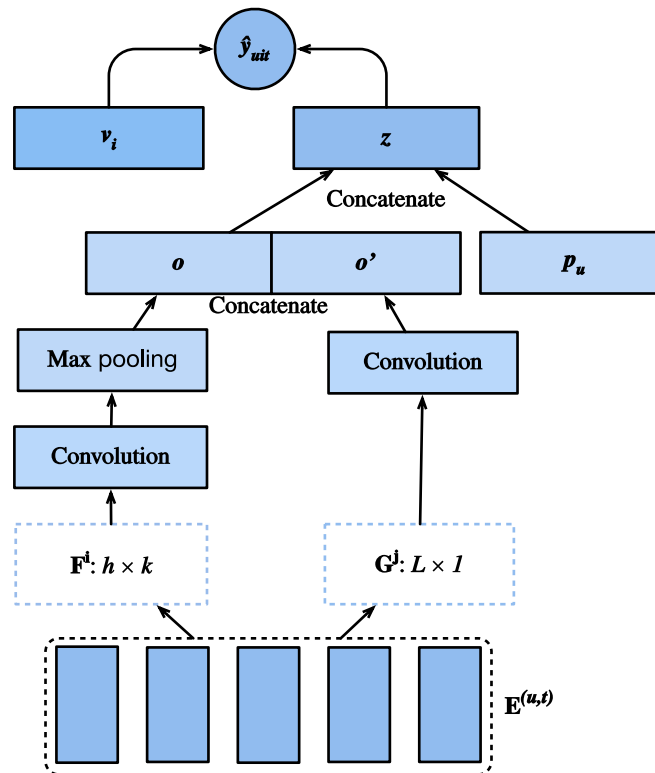 ŷuit
vi
z
Concatenate
o
o’
pu
Concatenate
Max pooling
Convolution
Convolution
Fi: h × k
Gj: L × 1
E(u,t)